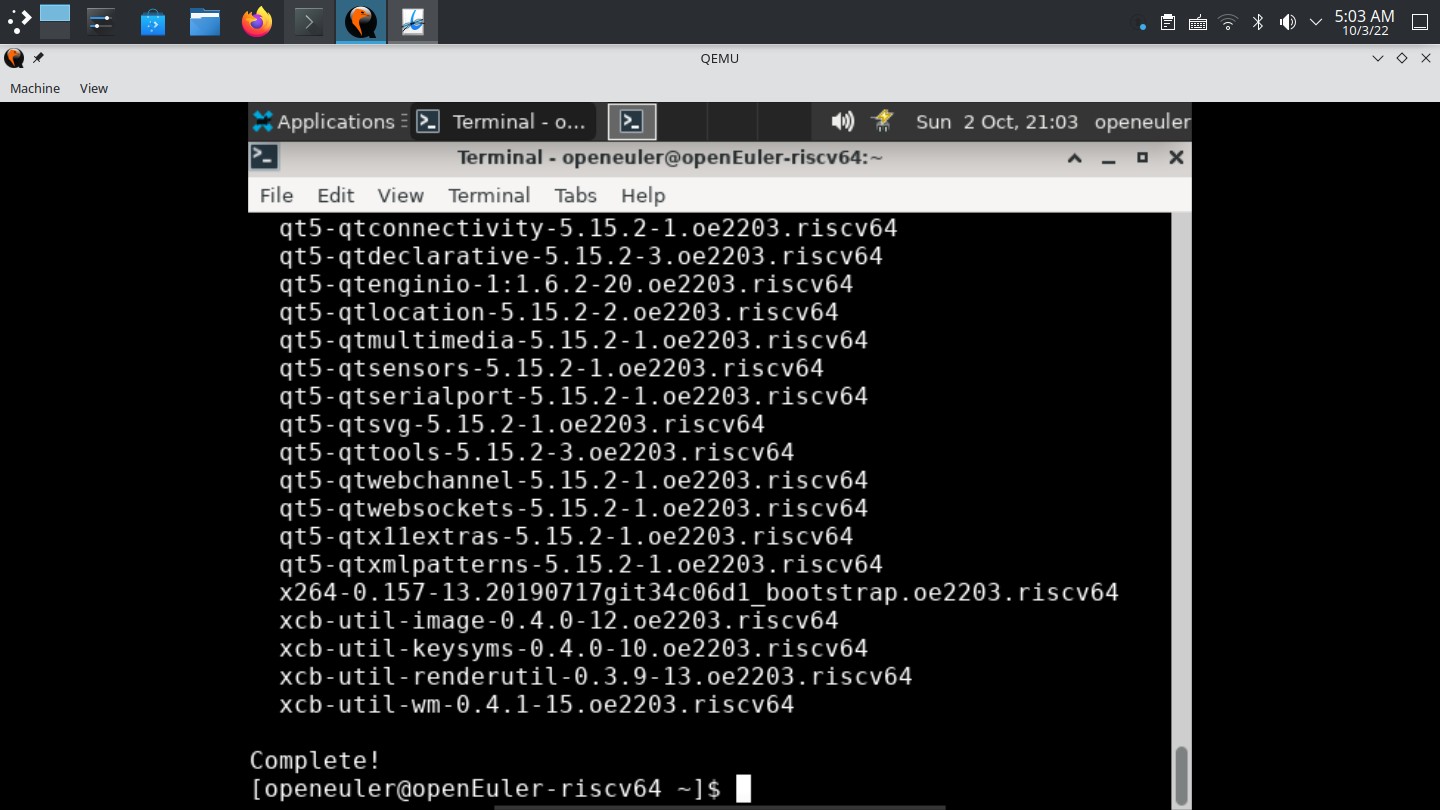 5:03 AM
10/3/22
QEMU
Machine View
Applications Terminal - o... Sun 2 Oct, 21:03 openeuler
Terminal - openeuler@openEuler-riscv64:~
File Edit View Terminal Tabs Help
qt5-qtconnectivity-5.15.2-1.oe2203.riscv64
qt5-qtdeclarative-5.15.2-3.oe2203.riscv64
qt5-qtenginio-1:1.6.2-20.oe2203.riscv64
qt5-qtlocation-5.15.2-2.oe2203.riscv64
qt5-qtmultimedia-5.15.2-1.oe2203.riscv64
qt5-qtsensors-5.15.2-1.oe2203.riscv64
qt5-qtserialport-5.15.2-1.oe2203.riscv64
qt5-qtsvg-5.15.2-1.oe2203.riscv64
qt5-qttools-5.15.2-3.oe2203.riscv64
qt5-qtwebchannel-5.15.2-1.oe2203.riscv64
qt5-qtwebsockets-5.15.2-1.oe2203.riscv64
qt5-qtx11extras-5.15.2-1.oe2203.riscv64
qt5-qtxmlpatterns-5.15.2-1.oe2203.riscv64
x264-0.157-13.20190717git34c06d1_bootstrap.oe2203.riscv64
xcb-util-image-0.4.0-12.oe2203.riscv64
xcb-util-keysyms-0.4.0-10.oe2203.riscv64
xcb-util-renderutil-0.3.9-13.oe2203.riscv64
xcb-util-wm-0.4.1-15.oe2203.riscv64
Complete!
[openeuler@openEuler-riscv64 ~]$